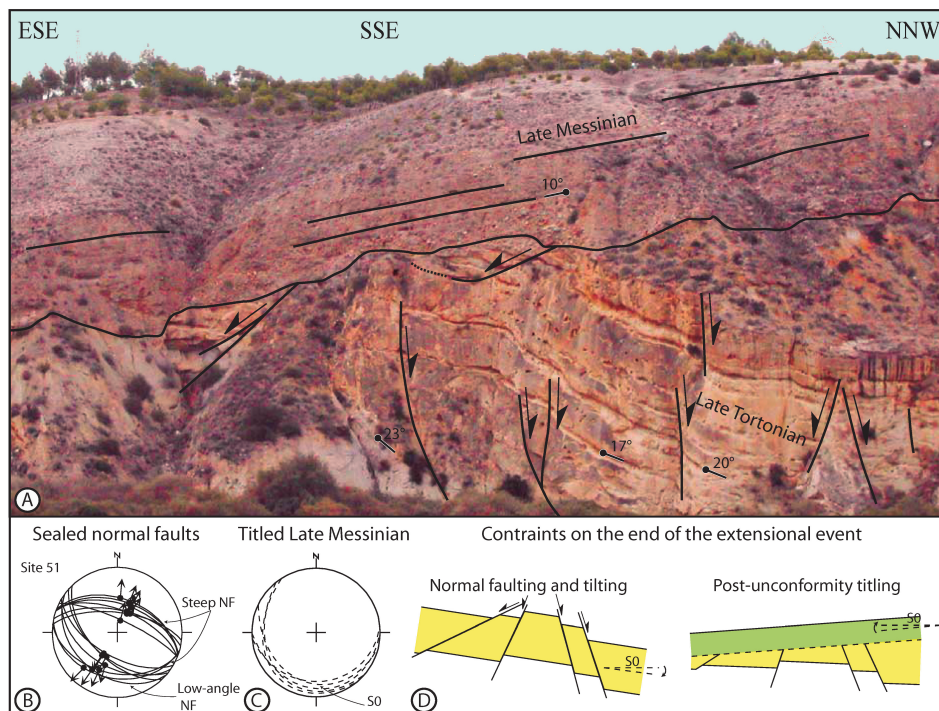 ESE
SSE
NNW
Late Messinian
10°
Late Tortonian
23°
17°
20°
A
Sealed normal faults
Titled Late Messinian
Contraints on the end of the extensional event
Site 51
N
N
Normal faulting and tilting
Post-unconformity titling
Steep NF
S0
S0
Low-angle
NF
S0
B
C
D